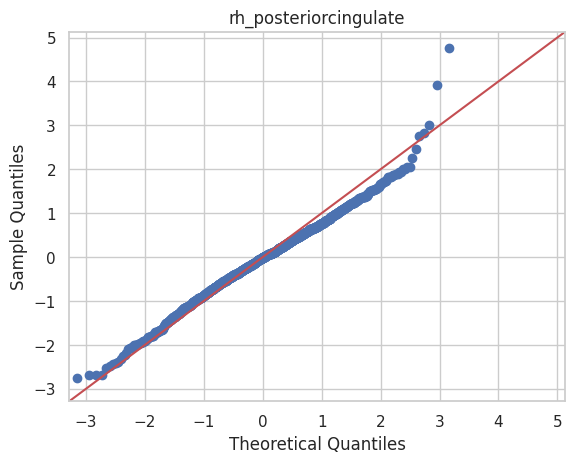 rh_posteriorcingulate
5
4
3
2
1
0
−1
−2
−3
Sample Quantiles
−3 −2 −1 0 1 2 3 4 5
Theoretical Quantiles